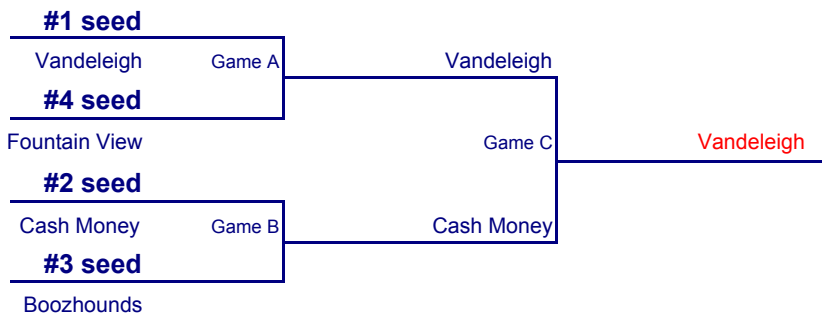 #1 seed
Vandeleigh
Game A
Vandeleigh
#4 seed
Fountain View
Game C
Vandeleigh
#2 seed
Cash Money
Game B
Cash Money
#3 seed
Boozhounds